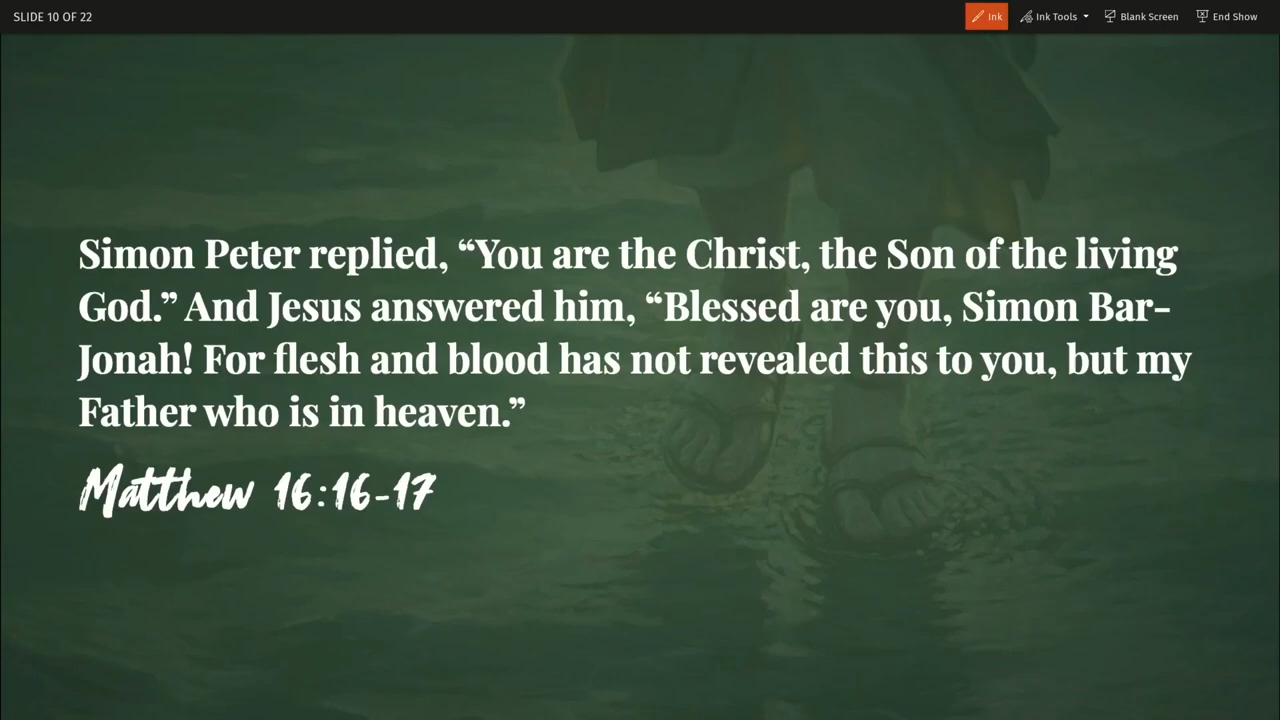 SLIDE 10 OF 22
Ink
Ink Tools
Blank Screen
End Show
Simon Peter replied, “You are the Christ, the Son of the living
God.” And Jesus answered him, “Blessed are you, Simon Bar-
Jonah! For flesh and blood has not revealed this to you, but my
Father who is in heaven.”
Matthew 16:16-17